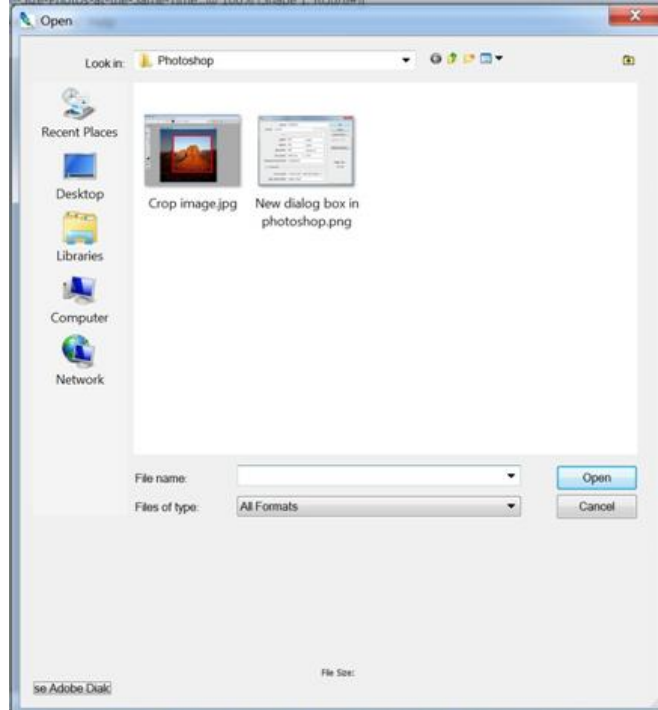 Open
Look in:
Photoshop
Recent Places
Desktop
Libraries
Computer
Network
Crop image.jpg
New dialog box in
photoshop.png
File name:
Open
Files of type:
All Formats
Cancel
File Size:
se Adobe Dialc